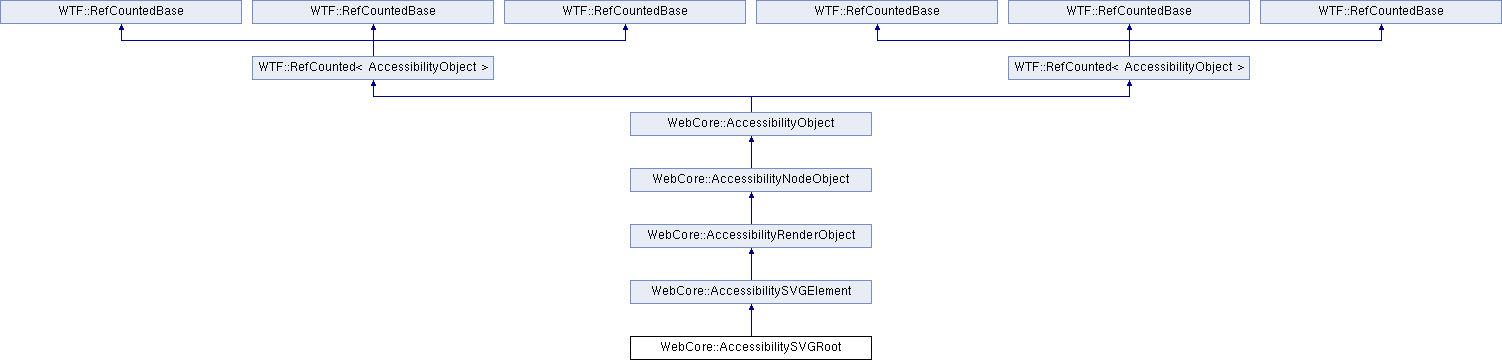 WTF::RefCountedBase
WTF::RefCountedBase
WTF::RefCountedBase
WTF::RefCountedBase
WTF::RefCountedBase
WTF::RefCountedBase
WTF::RefCounted< AccessibilityObject >
WTF::RefCounted< AccessibilityObject >
WebCore::AccessibilityObject
WebCore::AccessibilityNodeObject
WebCore::AccessibilityRenderObject
WebCore::AccessibilitySVGElement
WebCore::AccessibilitySVGRoot